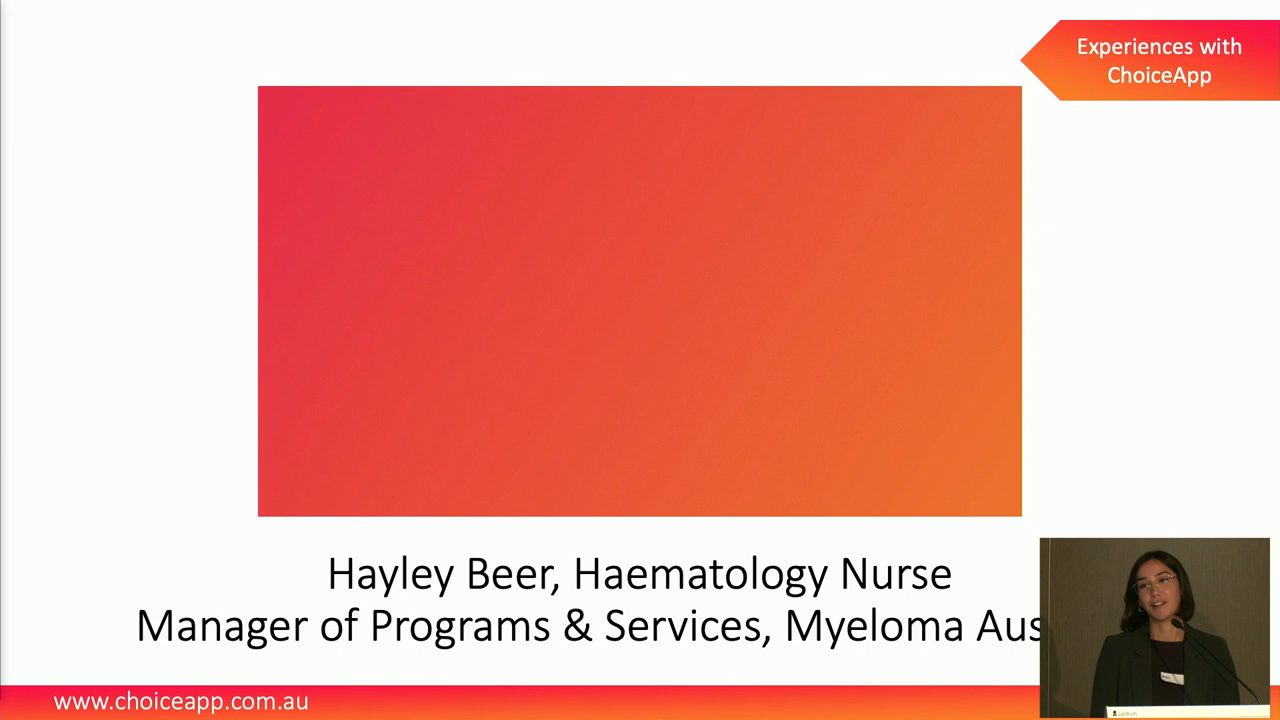 Experiences with
ChoiceApp
Hayley Beer, Haematology Nurse
Manager of Programs & Services, Myeloma Aus
www.choiceapp.com.au